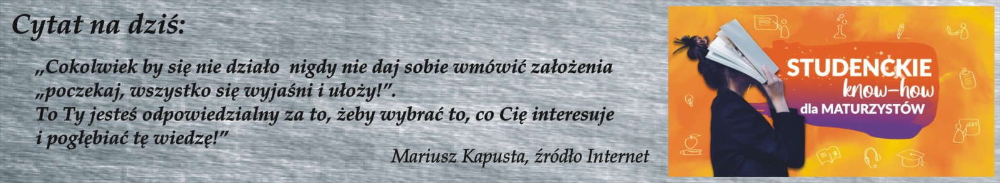 Cytat na dziś:
„Cokolwiek by się nie działo nigdy nie daj sobie wmówić założenia
„poczekaj, wszystko się wyjaśni i ułoży!”.
To Ty jesteś odpowiedzialny za to, żeby wybrać to, co Cię interesuje
i pogłębiać tę wiedzę!”
Mariusz Kapusta, źródło Internet
STUDENCKIE
know-how
dla MATURZYSTÓW